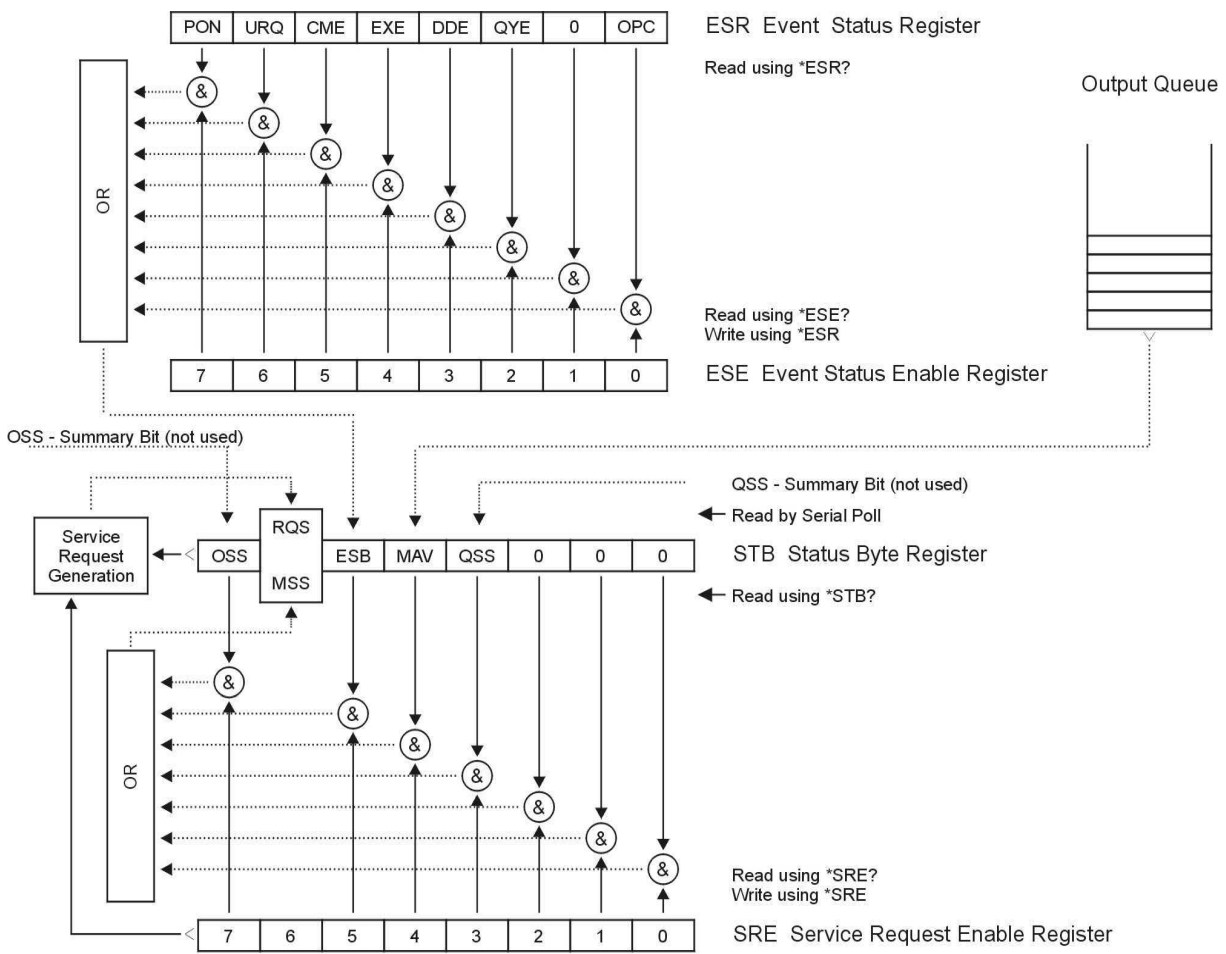 PON URQ CME EXE DDE QYE 0 OPC
ESR Event Status Register
Read using *ESR?
Output Queue
&
&
&
&
&
&
&
&
OR
Read using *ESE?
Write using *ESR
7 6 5 4 3 2 1 0
ESE Event Status Enable Register
OSS - Summary Bit (not used)
QSS - Summary Bit (not used)
Read by Serial Poll
Service
Request
Generation
RQS
MSS
OSS ESB MAV QSS 0 0 0
STB Status Byte Register
Read using *STB?
&
&
&
&
&
&
&
OR
Read using *SRE?
Write using *SRE
7 6 5 4 3 2 1 0
SRE Service Request Enable Register